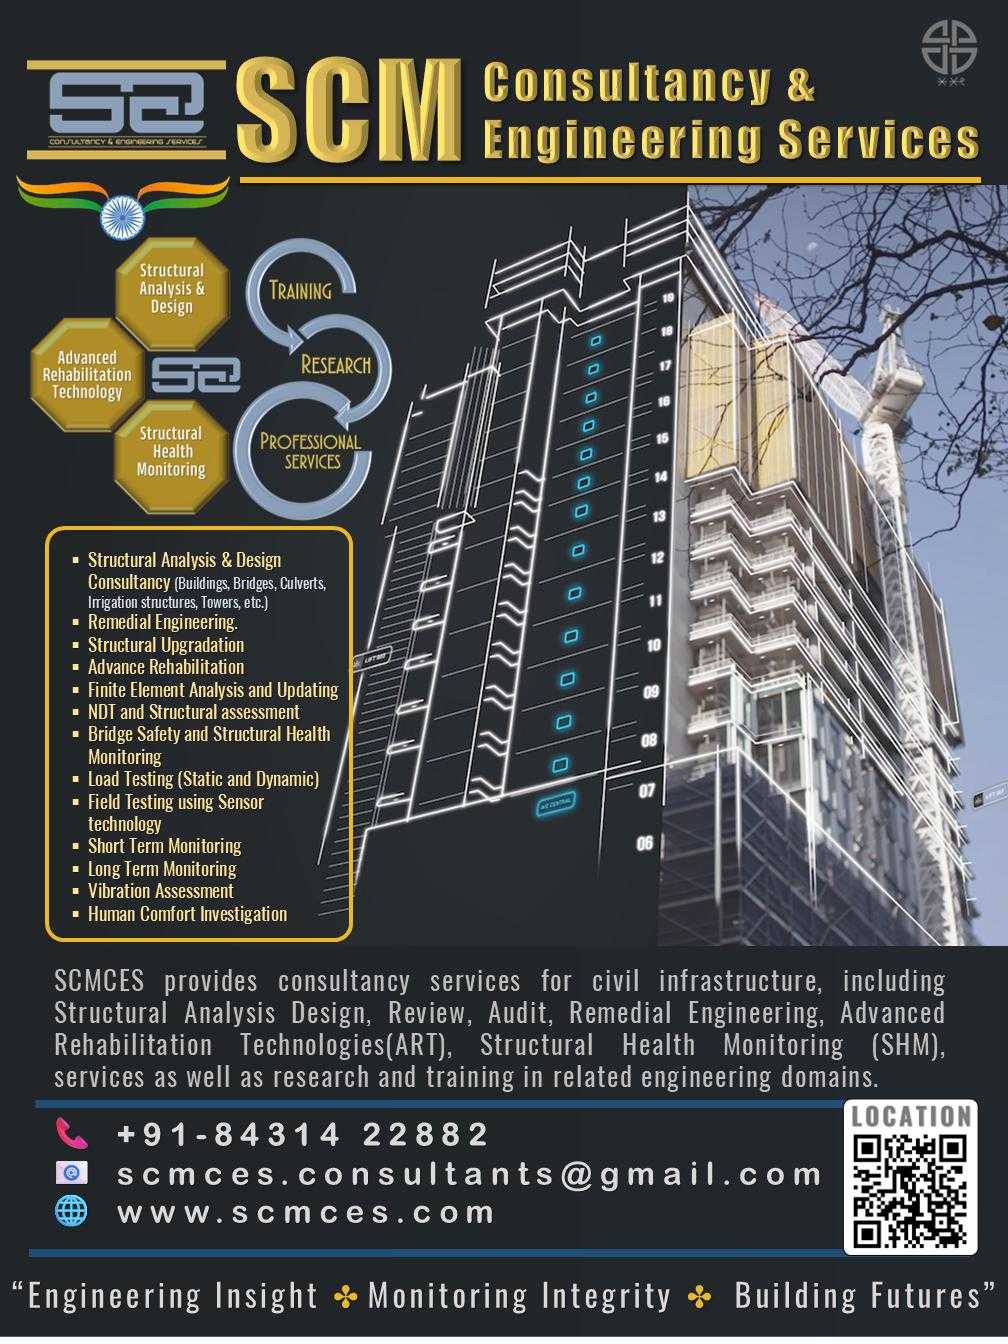 SCM Consultancy &
Engineering Services
CONSULTANCY & ENGINEERING SERVICES
Structural
Analysis &
Design
Advanced
Rehabilitation
Technology
Structural
Health
Monitoring
TRAINING
RESEARCH
PROFESSIONAL
SERVICES
▪ Structural Analysis & Design
Consultancy (Buildings, Bridges, Culverts,
Irrigation structures, Towers, etc.)
▪ Remedial Engineering.
▪ Structural Upgradation
▪ Advance Rehabilitation
▪ Finite Element Analysis and Updating
▪ NDT and Structural assessment
▪ Bridge Safety and Structural Health
Monitoring
▪ Load Testing (Static and Dynamic)
▪ Field Testing using Sensor
technology
▪ Short Term Monitoring
▪ Long Term Monitoring
▪ Vibration Assessment
▪ Human Comfort Investigation
19
18
17
16
15
14
13
12
11
10
09
08
07
06
SCMCES provides consultancy services for civil infrastructure, including
Structural Analysis Design, Review, Audit, Remedial Engineering, Advanced
Rehabilitation Technologies(ART), Structural Health Monitoring (SHM),
services as well as research and training in related engineering domains.
+91-84314 22882
scmces.consultants@gmail.com
www.scmces.com
LOCATION
“Engineering Insight ✤ Monitoring Integrity ✤ Building Futures”